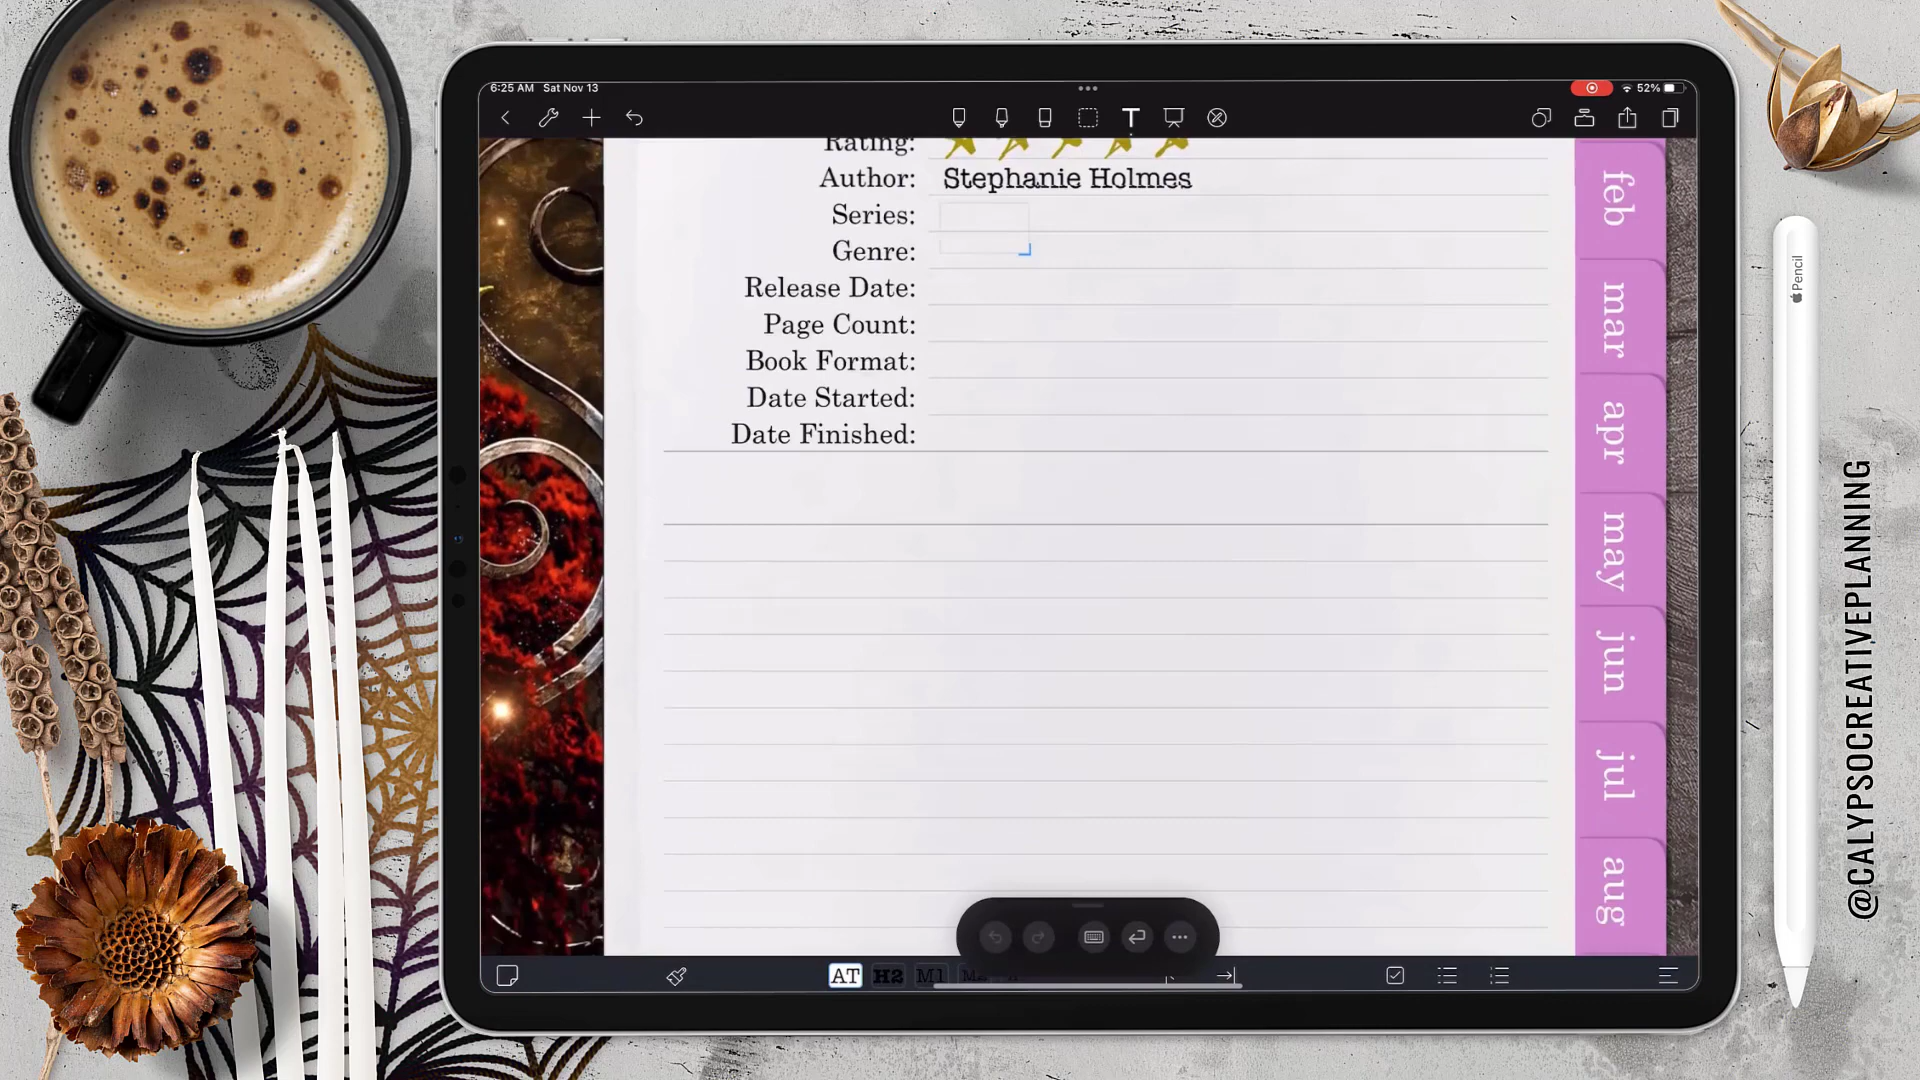 6:25 AM Sat Nov 13
52%
Rating:
Author: Stephanie Holmes
Series:
Genre:
Release Date:
Page Count:
Book Format:
Date Started:
Date Finished:
feb
mar
apr
may
jun
jul
aug
T
AT H2 M1
Pencil
@CALYPSOCREATIVEPLANNING